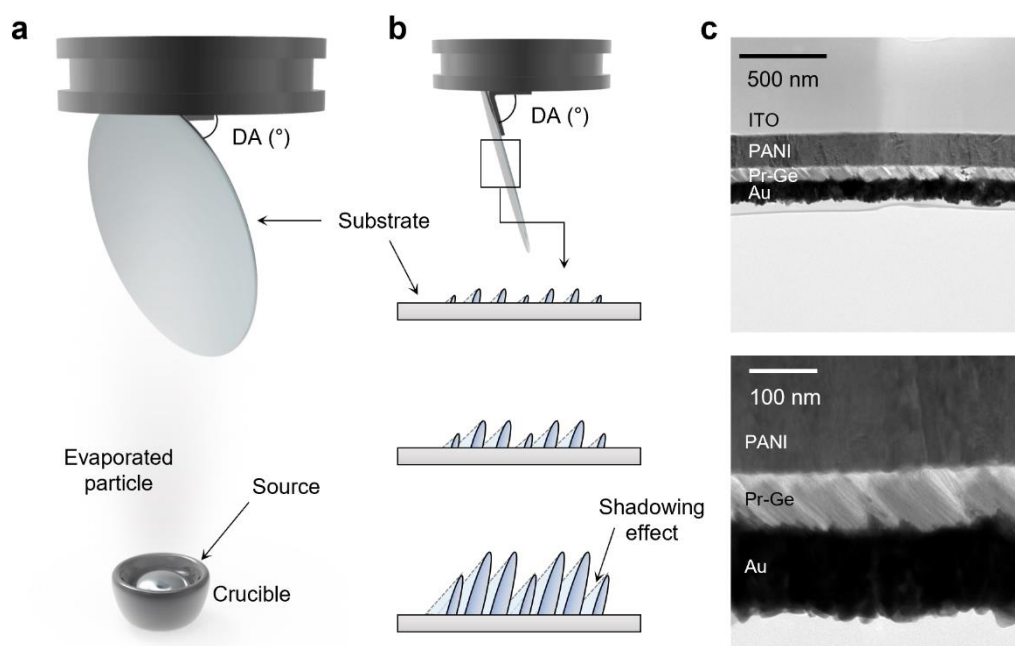 a
DA (°)
Substrate
Evaporated
particle
Source
Crucible
b
DA (°)
Shadowing
effect
c
500 nm
ITO
PANI
Pr-Ge
Au
100 nm
PANI
Pr-Ge
Au